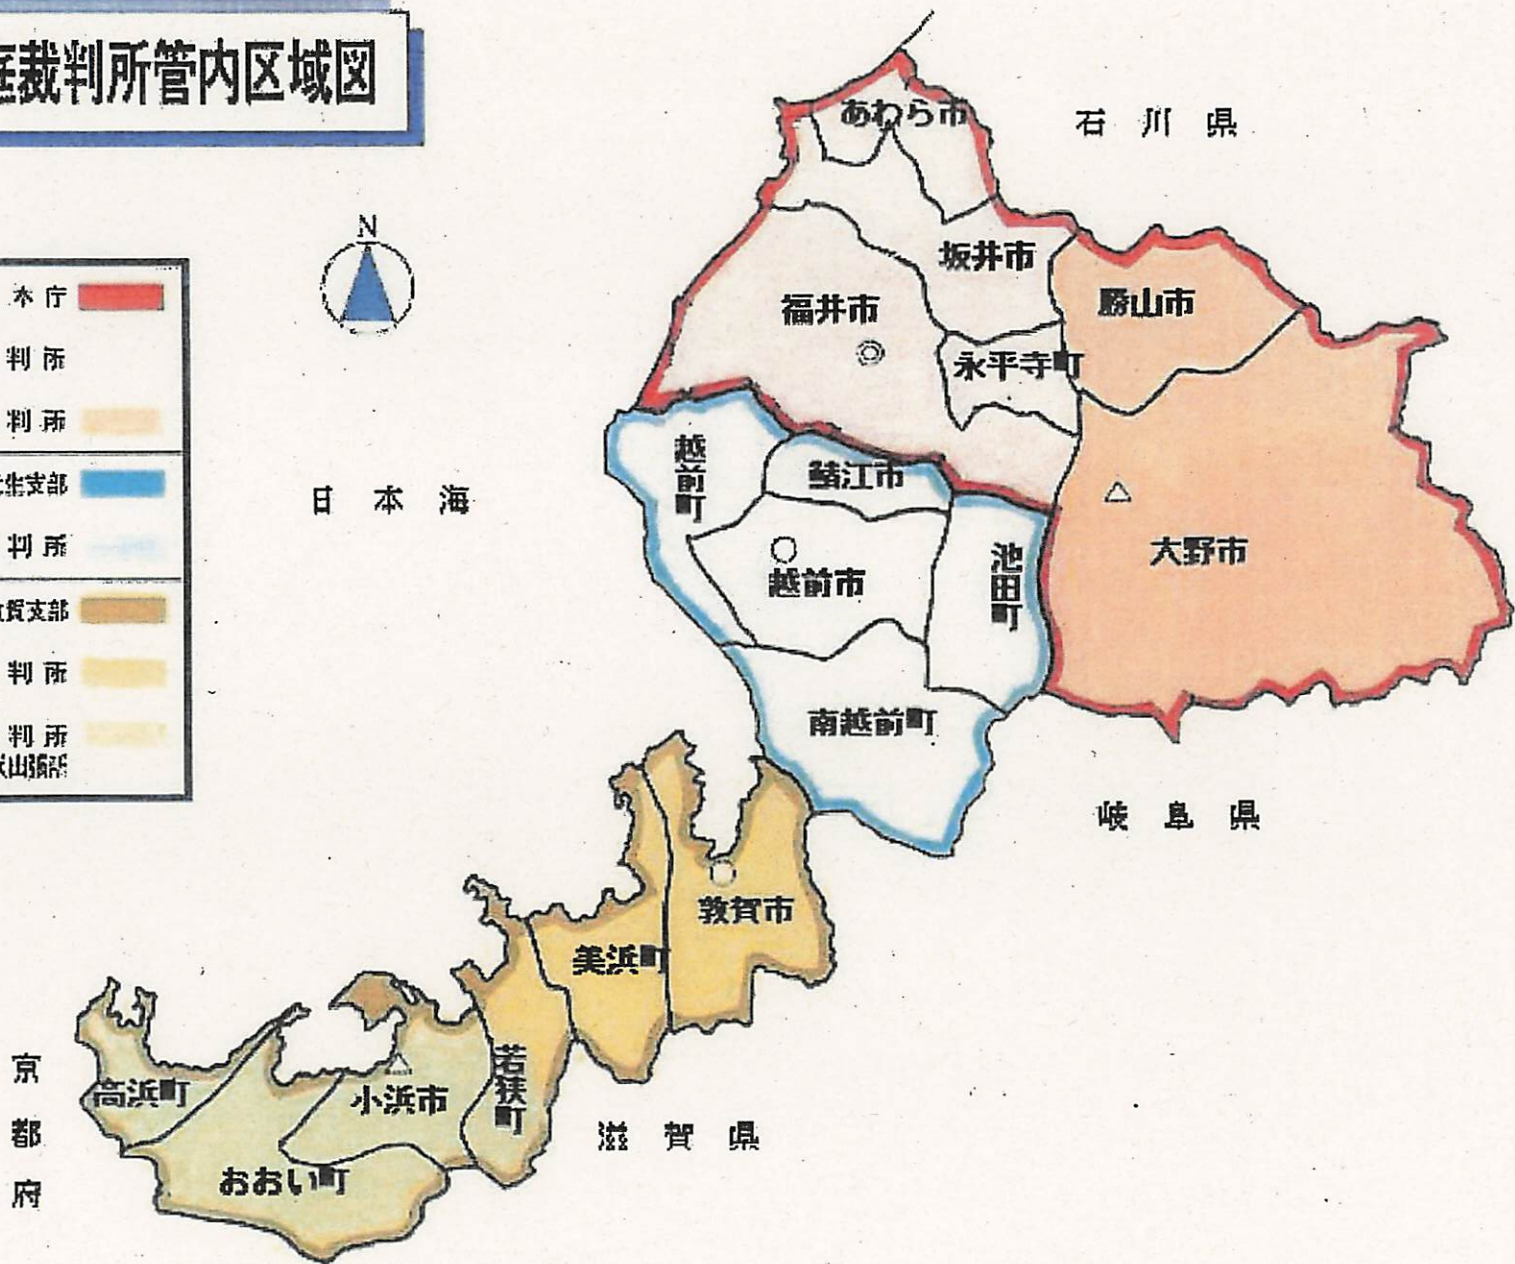 庭裁判所管内区域図
N
本庁
判所
判所
生支部
判所
賀支部
判所
判所
石川県
あわら市
坂井市
勝山市
福井市
永平寺町
越前町
鯖江市
日本海
大野市
池田町
越前市
南越前町
岐阜県
敦賀市
美浜町
若狭町
小浜市
高浜町
おおい町
滋賀県
京都府